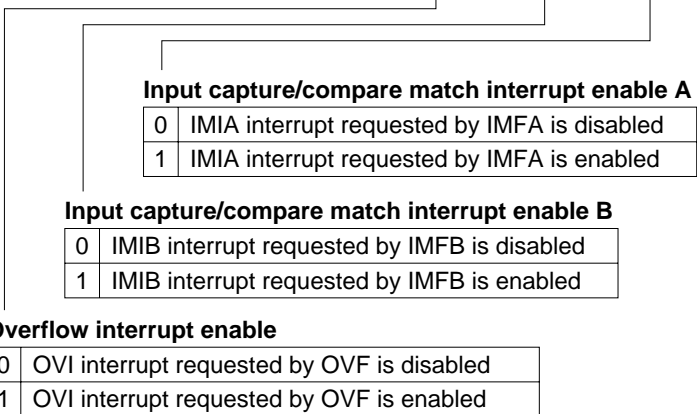 Input capture/compare match interrupt enable A
0 IMIA interrupt requested by IMFA is disabled
1 IMIA interrupt requested by IMFA is enabled
Input capture/compare match interrupt enable B
0 IMIB interrupt requested by IMFB is disabled
1 IMIB interrupt requested by IMFB is enabled
Overflow interrupt enable
0 OVI interrupt requested by OVF is disabled
1 OVI interrupt requested by OVF is enabled